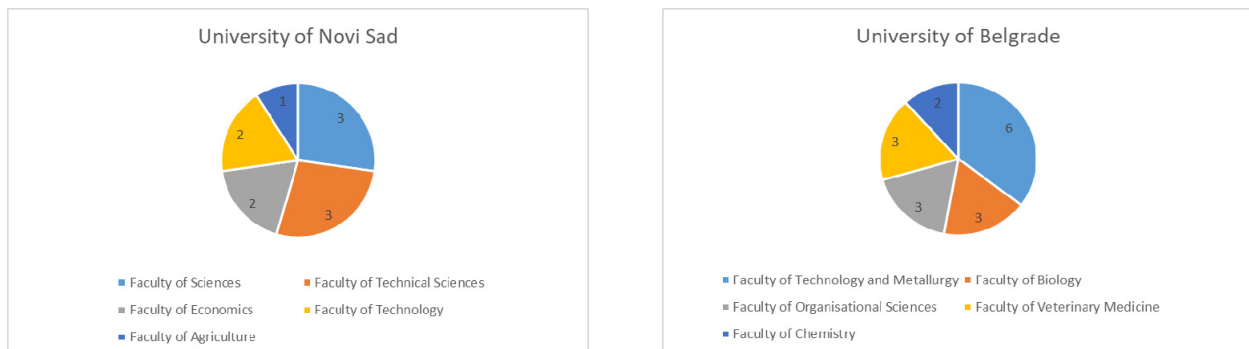 University of Novi Sad
1
3
2
2
3
Faculty of Sciences
Faculty of Technical Sciences
Faculty of Economics
Faculty of Technology
Faculty of Agriculture
University of Belgrade
2
6
3
3
3
Faculty of Technology and Metallurgy
Faculty of Biology
Faculty of Organisational Sciences
Faculty of Veterinary Medicine
Faculty of Chemistry